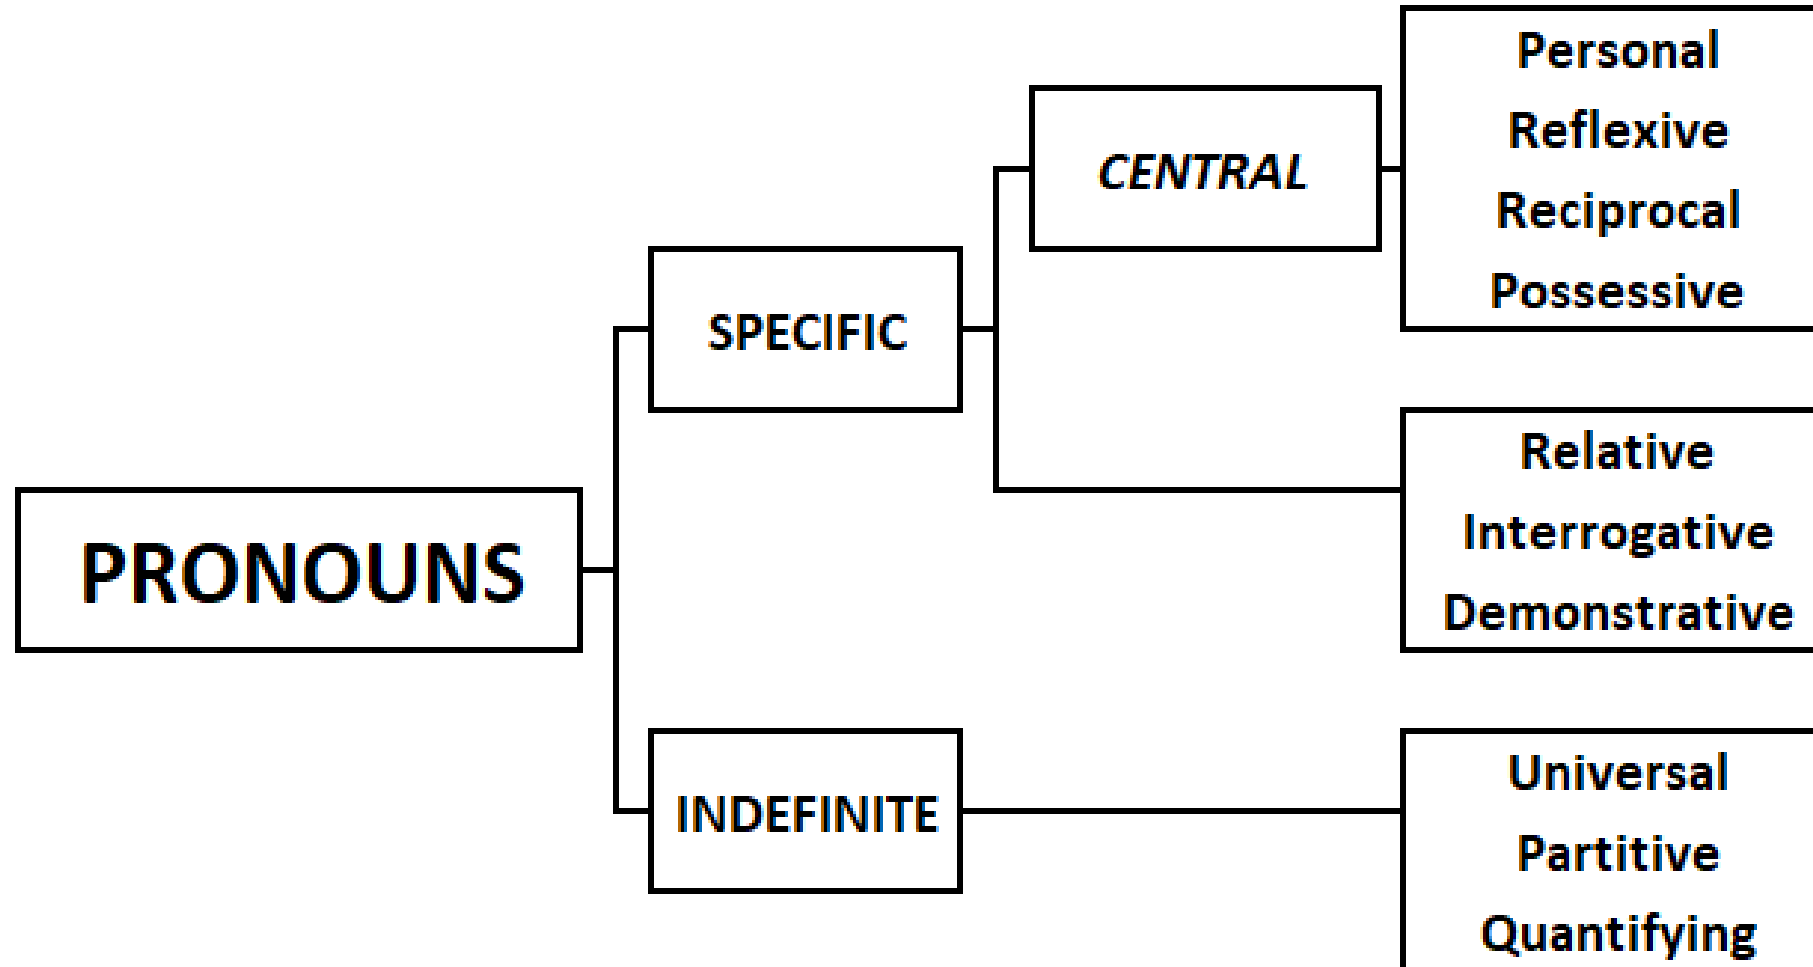 PRONOUNS
SPECIFIC
CENTRAL
Personal
Reflexive
Reciprocal
Possessive
Relative
Interrogative
Demonstrative
INDEFINITE
Universal
Partitive
Quantifying